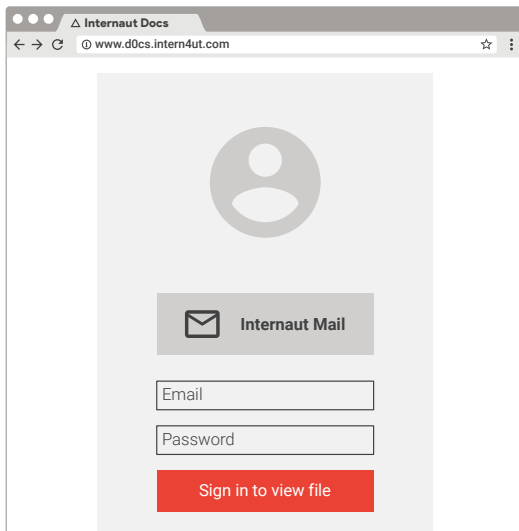 Internaut Docs
www.d0cs.intern4ut.com
Internaut Mail
Email
Password
Sign in to view file